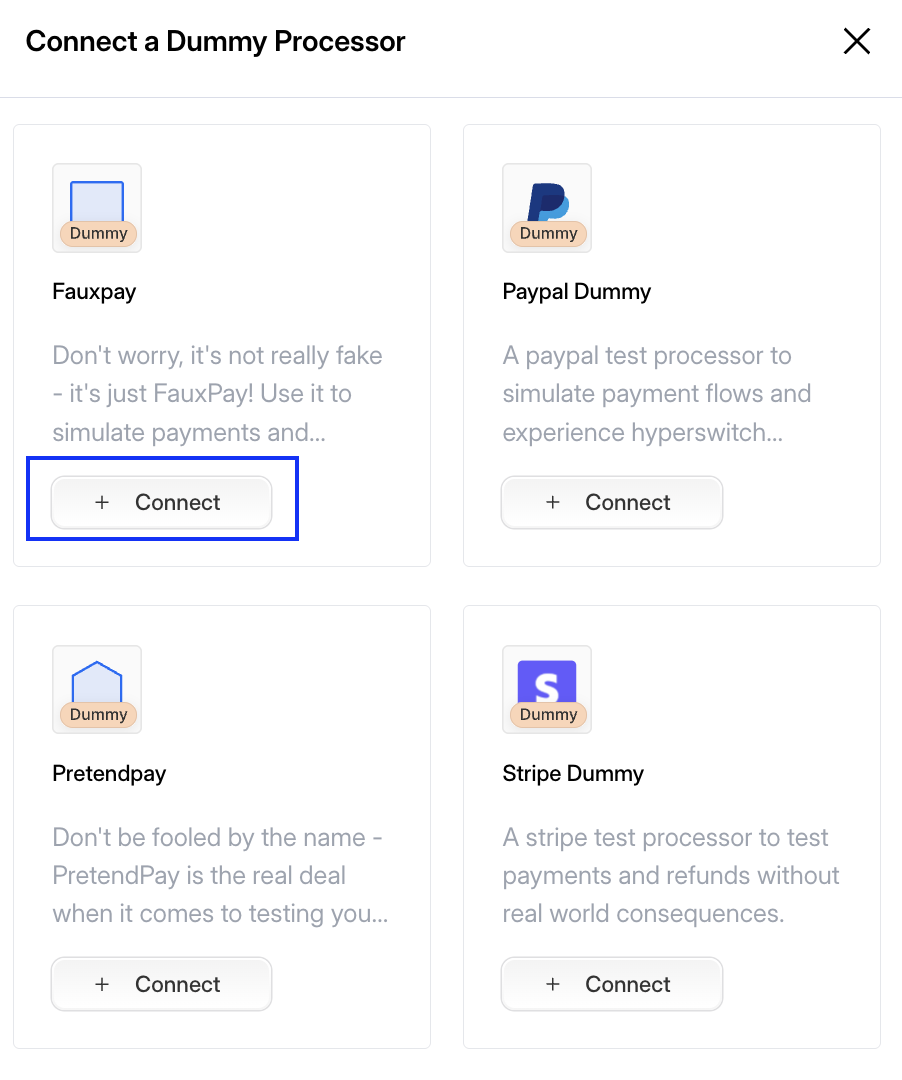 Connect a Dummy Processor
Dummy
Fauxpay
Don't worry, it's not really fake
- it's just FauxPay! Use it to
simulate payments and...
+ Connect
Dummy
Paypal Dummy
A paypal test processor to
simulate payment flows and
experience hyperswitch...
+ Connect
Dummy
Pretendpay
Don't be fooled by the name -
PretendPay is the real deal
when it comes to testing you...
+ Connect
S
Dummy
Stripe Dummy
A stripe test processor to test
payments and refunds without
real world consequences.
+ Connect